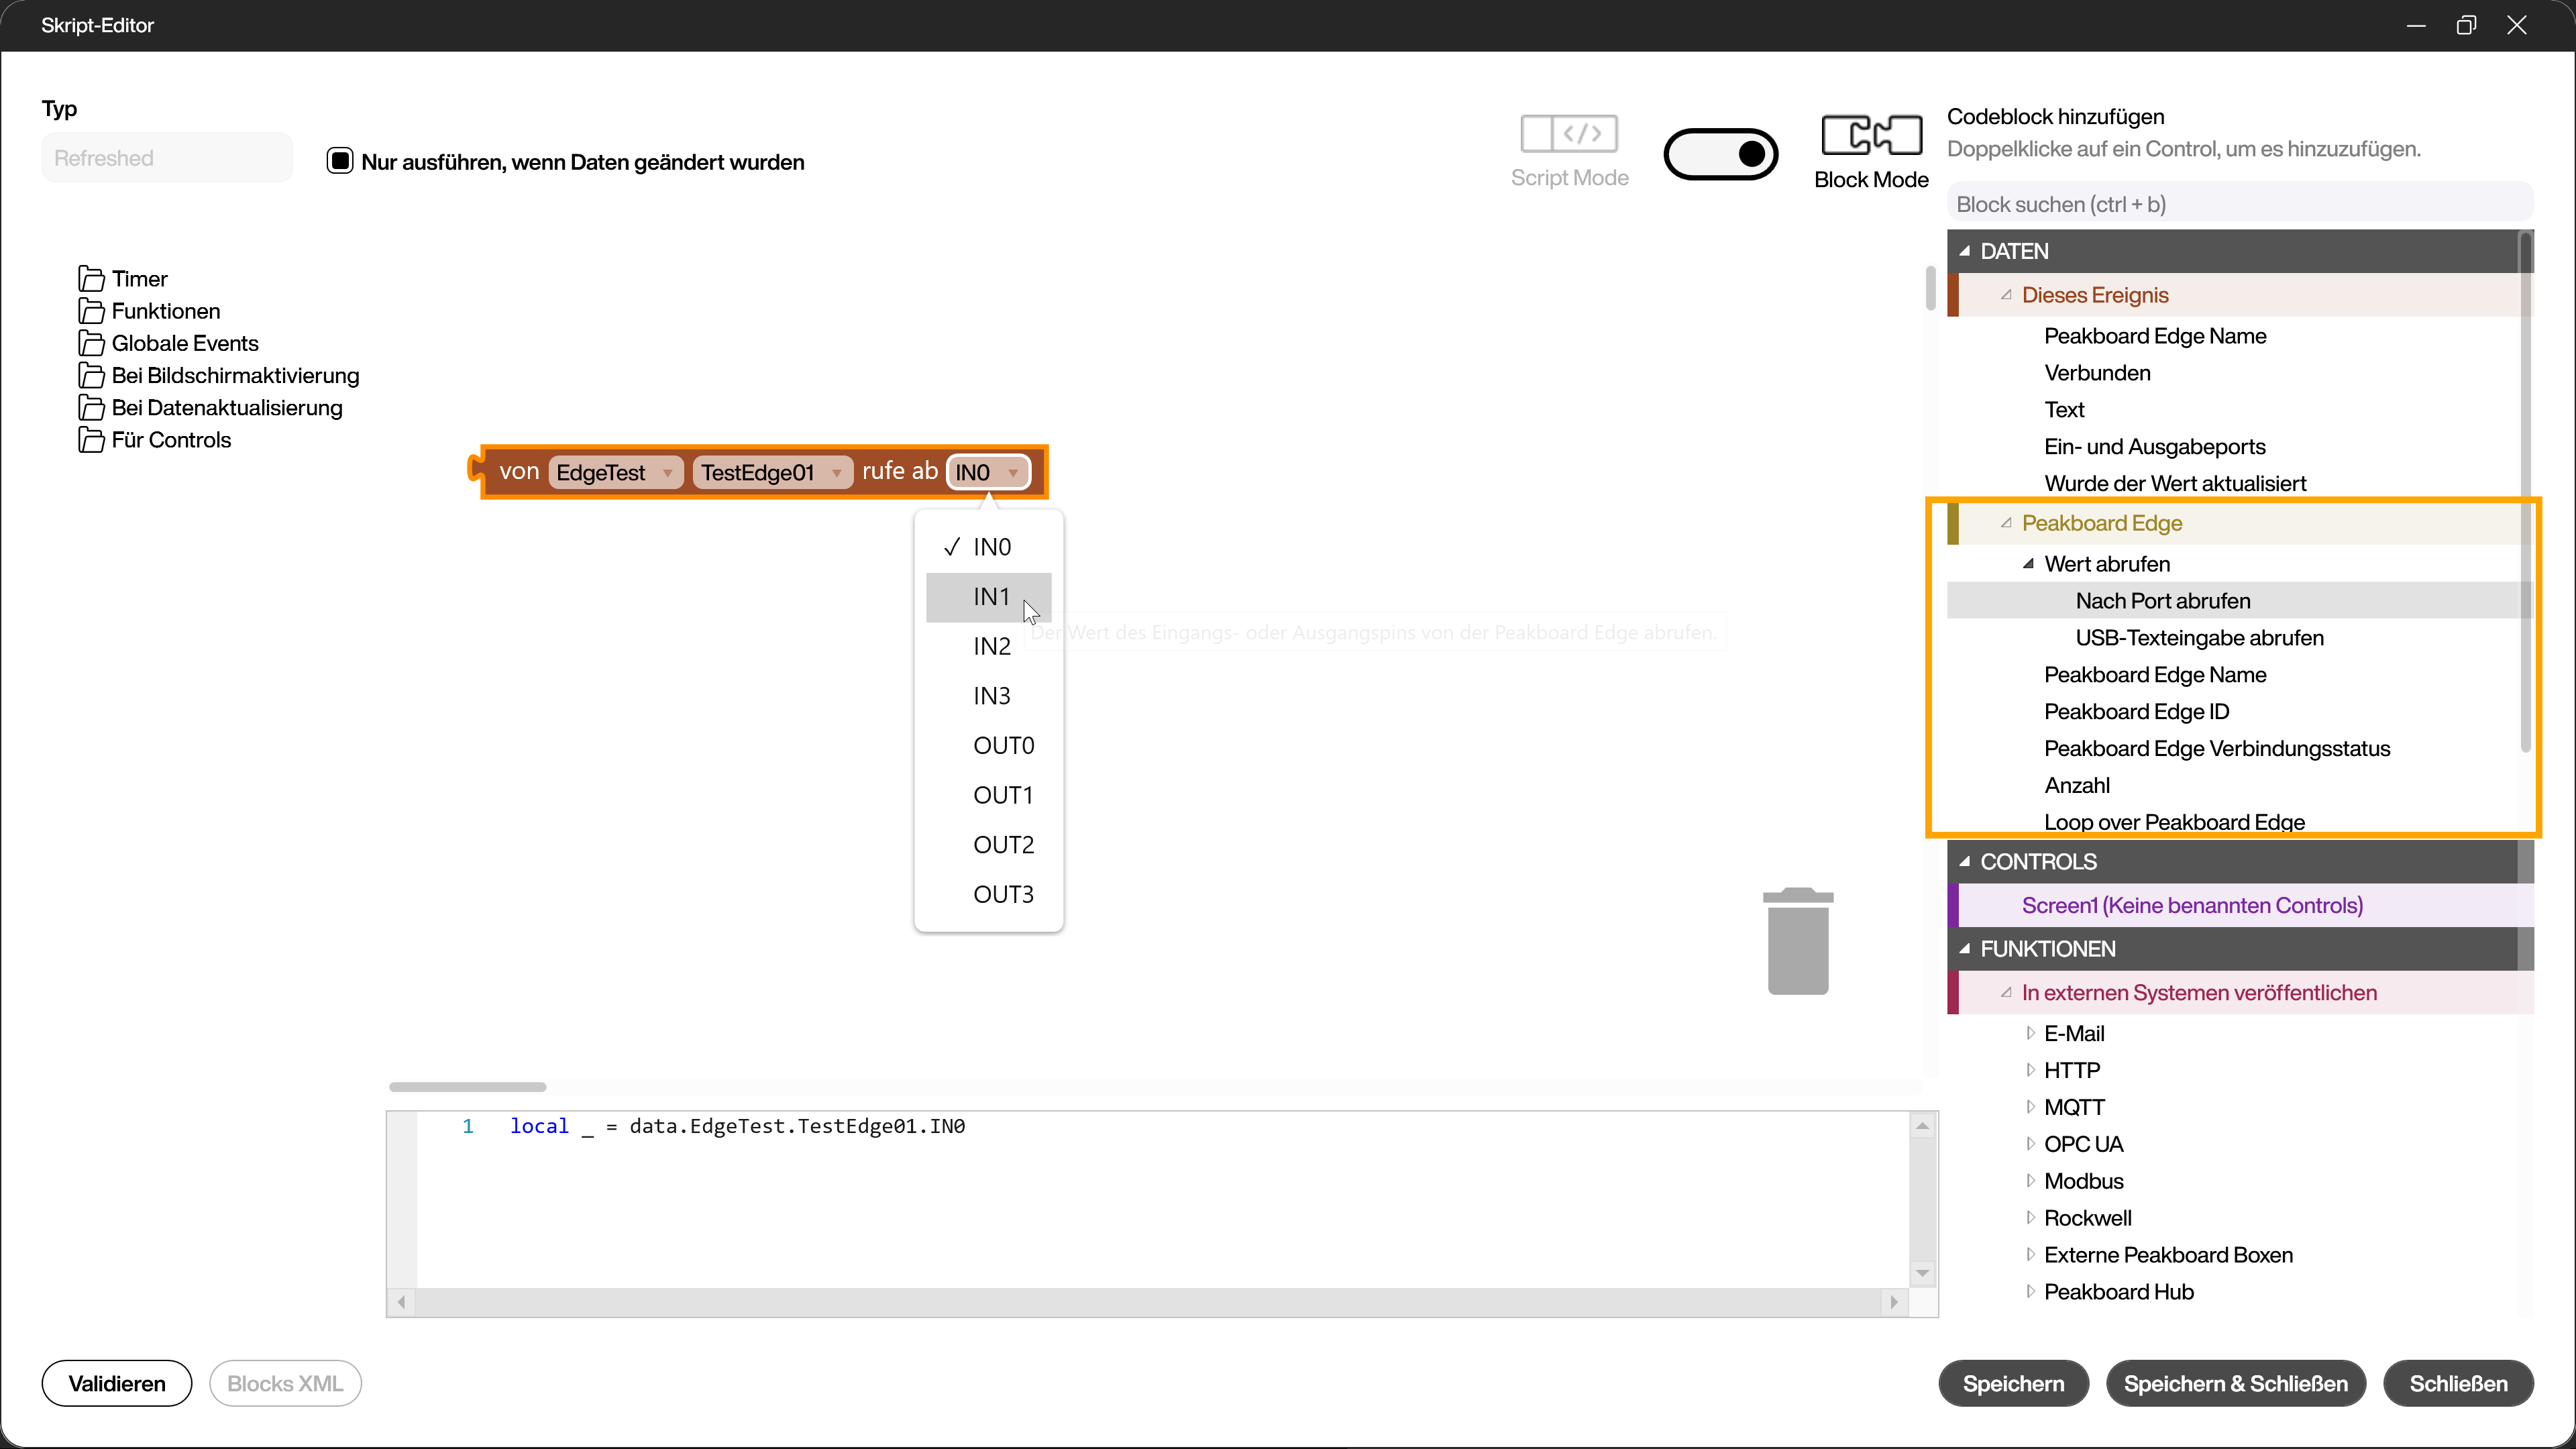 Skript-Editor
Typ
Refreshed
Nur ausführen, wenn Daten geändert wurden
Script Mode
Block Mode
Timer
Funktionen
Globale Events
Bei Bildschirmaktivierung
Bei Datenaktualisierung
Für Controls
von EdgeTest TestEdge01 rufe ab IN0
IN0
IN1
IN2
IN3
OUT0
OUT1
OUT2
OUT3
Der Wert des Eingangs- oder Ausgangspins von der Peakboard Edge abrufen.
1 local _ = data.EdgeTest.TestEdge01.IN0
Codeblock hinzufügen
Doppelklicke auf ein Control, um es hinzuzufügen.
Block suchen (ctrl + b)
DATEN
Dieses Ereignis
Peakboard Edge Name
Verbunden
Text
Ein- und Ausgabeports
Wurde der Wert aktualisiert
Peakboard Edge
Wert abrufen
Nach Port abrufen
USB-Texteingabe abrufen
Peakboard Edge Name
Peakboard Edge ID
Peakboard Edge Verbindungsstatus
Anzahl
Loop over Peakboard Edge
CONTROLS
Screen1 (Keine benannten Controls)
FUNKTIONEN
In externen Systemen veröffentlichen
E-Mail
HTTP
MQTT
OPC UA
Modbus
Rockwell
Externe Peakboard Boxen
Peakboard Hub
Validieren
Blocks XML
Speichern
Speichern & Schließen
Schließen